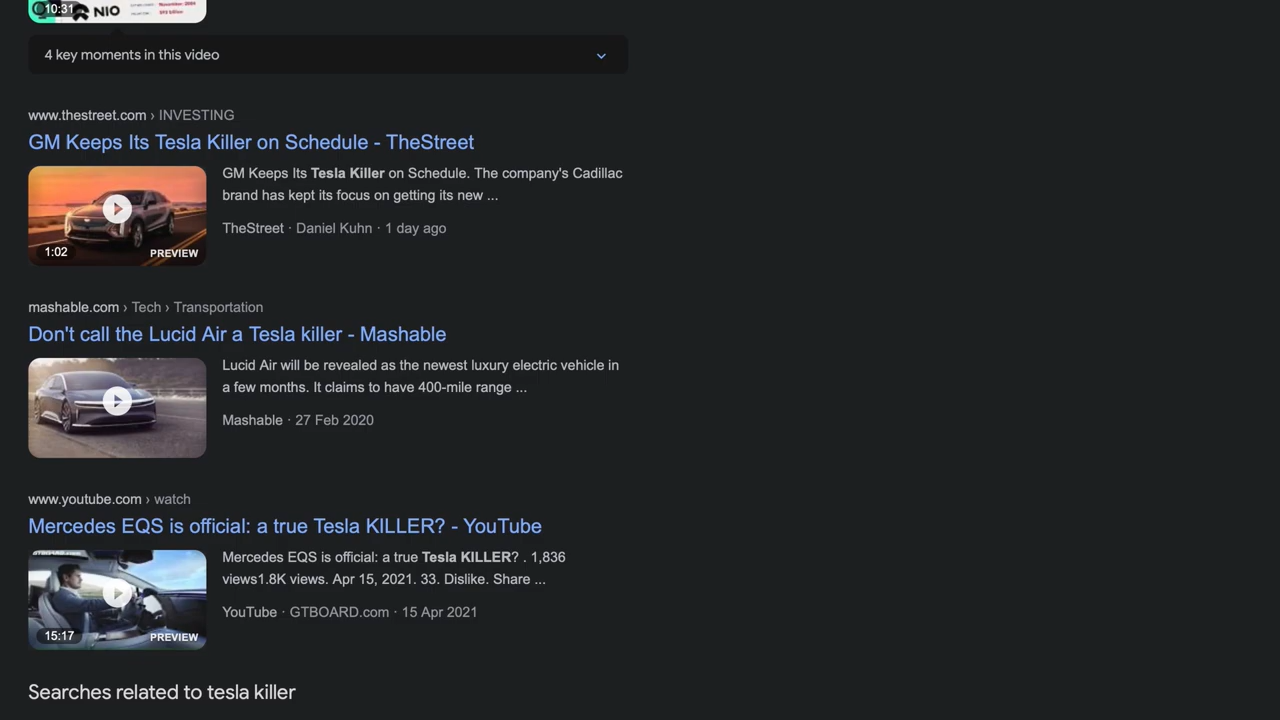 10:31
NIO
4 key moments in this video
www.thestreet.com › INVESTING
GM Keeps Its Tesla Killer on Schedule - TheStreet
GM Keeps Its Tesla Killer on Schedule. The company's Cadillac
brand has kept its focus on getting its new ...
TheStreet · Daniel Kuhn · 1 day ago
1:02
PREVIEW
mashable.com › Tech › Transportation
Don't call the Lucid Air a Tesla killer - Mashable
Lucid Air will be revealed as the newest luxury electric vehicle in
a few months. It claims to have 400-mile range ...
Mashable · 27 Feb 2020
www.youtube.com › watch
Mercedes EQS is official: a true Tesla KILLER? - YouTube
GTBOARD.com
Mercedes EQS is official: a true Tesla KILLER? . 1,836
views1.8K views. Apr 15, 2021. 33. Dislike. Share ...
YouTube · GTBOARD.com · 15 Apr 2021
15:17
PREVIEW
Searches related to tesla killer